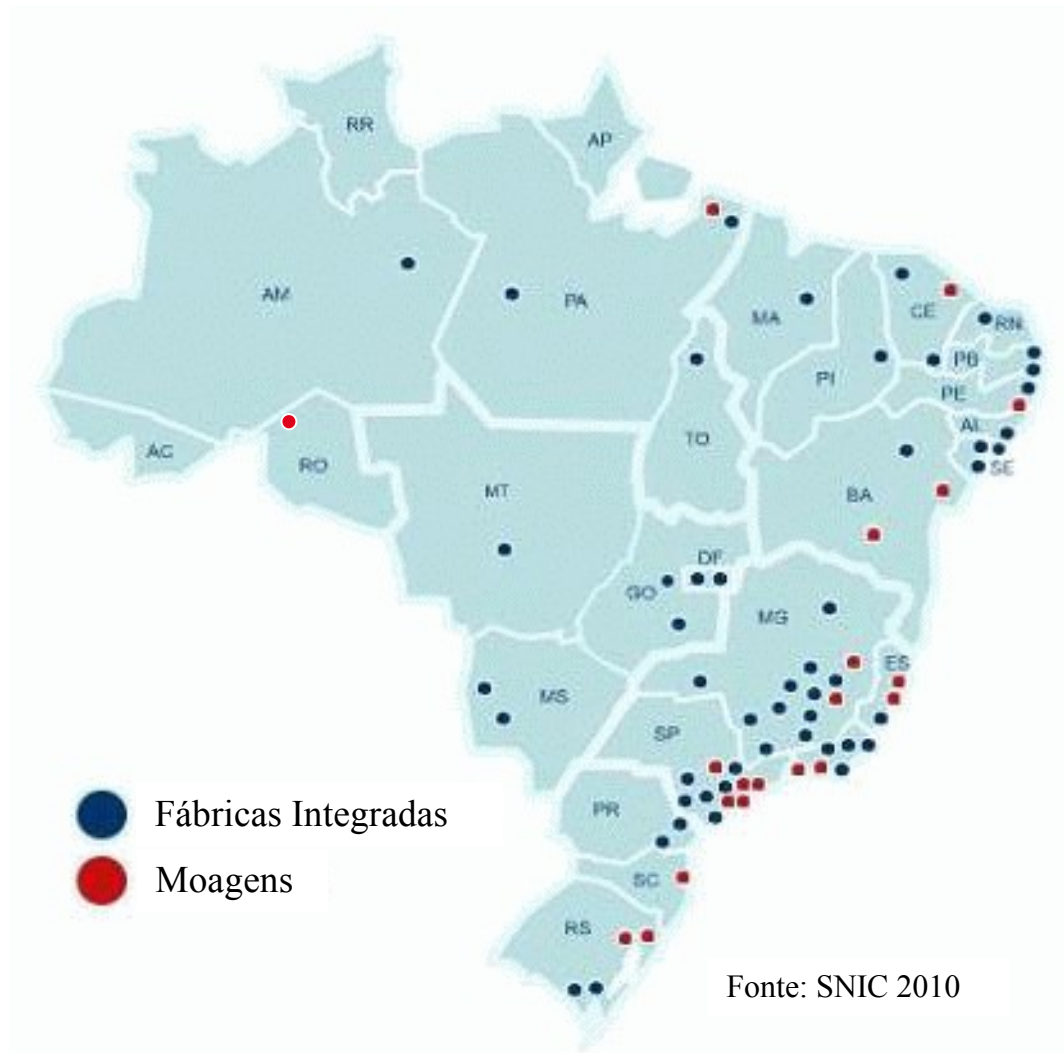 RR
AP
AM
PA
MA
CE
RN
PB
PI
PE
AC
RO
TO
AL
SE
MT
BA
DF
GO
MG
ES
MS
SP
PR
SC
RS
Fábricas Integradas
Moagens
Fonte: SNIC 2010